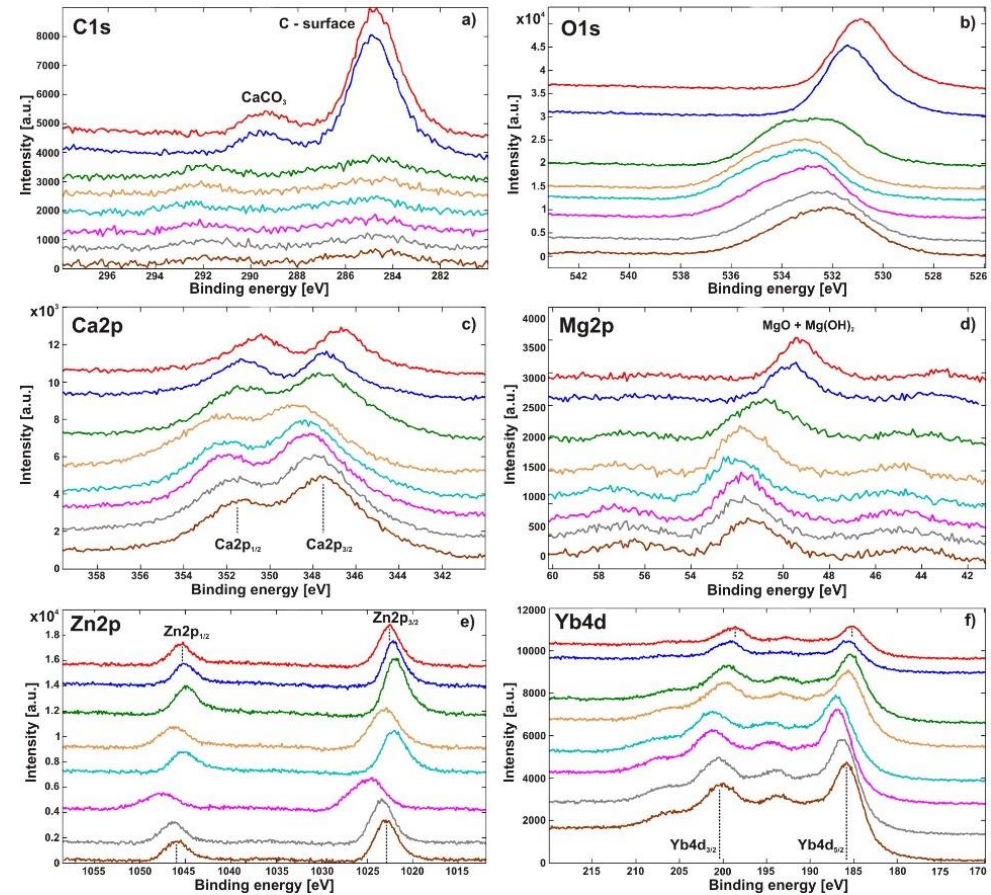 C1s
C - surface
a)
CaCO₃
8000
7000
6000
5000
4000
3000
2000
1000
0
Intensity [a.u.]
296 294 292 290 288 286 284 282
Binding energy [eV]
x10⁴
O1s
b)
4.5
4
3.5
3
2.5
2
1.5
1
0.5
0
Intensity [a.u.]
542 540 538 536 534 532 530 528 526
Binding energy [eV]
x10³
Ca2p
c)
12
10
8
6
4
2
0
Intensity [a.u.]
Ca2p₁/₂ Ca2p₃/₂
358 356 354 352 350 348 346 344 342
Binding energy [eV]
Mg2p
d)
MgO + Mg(OH)₂
4000
3500
3000
2500
2000
1500
1000
500
0
Intensity [a.u.]
60 58 56 54 52 50 48 46 44 42
Binding energy [eV]
x10⁴
Zn2p
e)
Zn2p₁/₂ Zn2p₃/₂
1.8
1.6
1.4
1.2
1
0.8
0.6
0.4
0.2
0
Intensity [a.u.]
1055 1050 1045 1040 1035 1030 1025 1020 1015
Binding energy [eV]
Yb4d
f)
12000
10000
8000
6000
4000
2000
0
Intensity [a.u.]
Yb4d₃/₂ Yb4d₅/₂
215 210 205 200 195 190 185 180 175 170
Binding energy [eV]